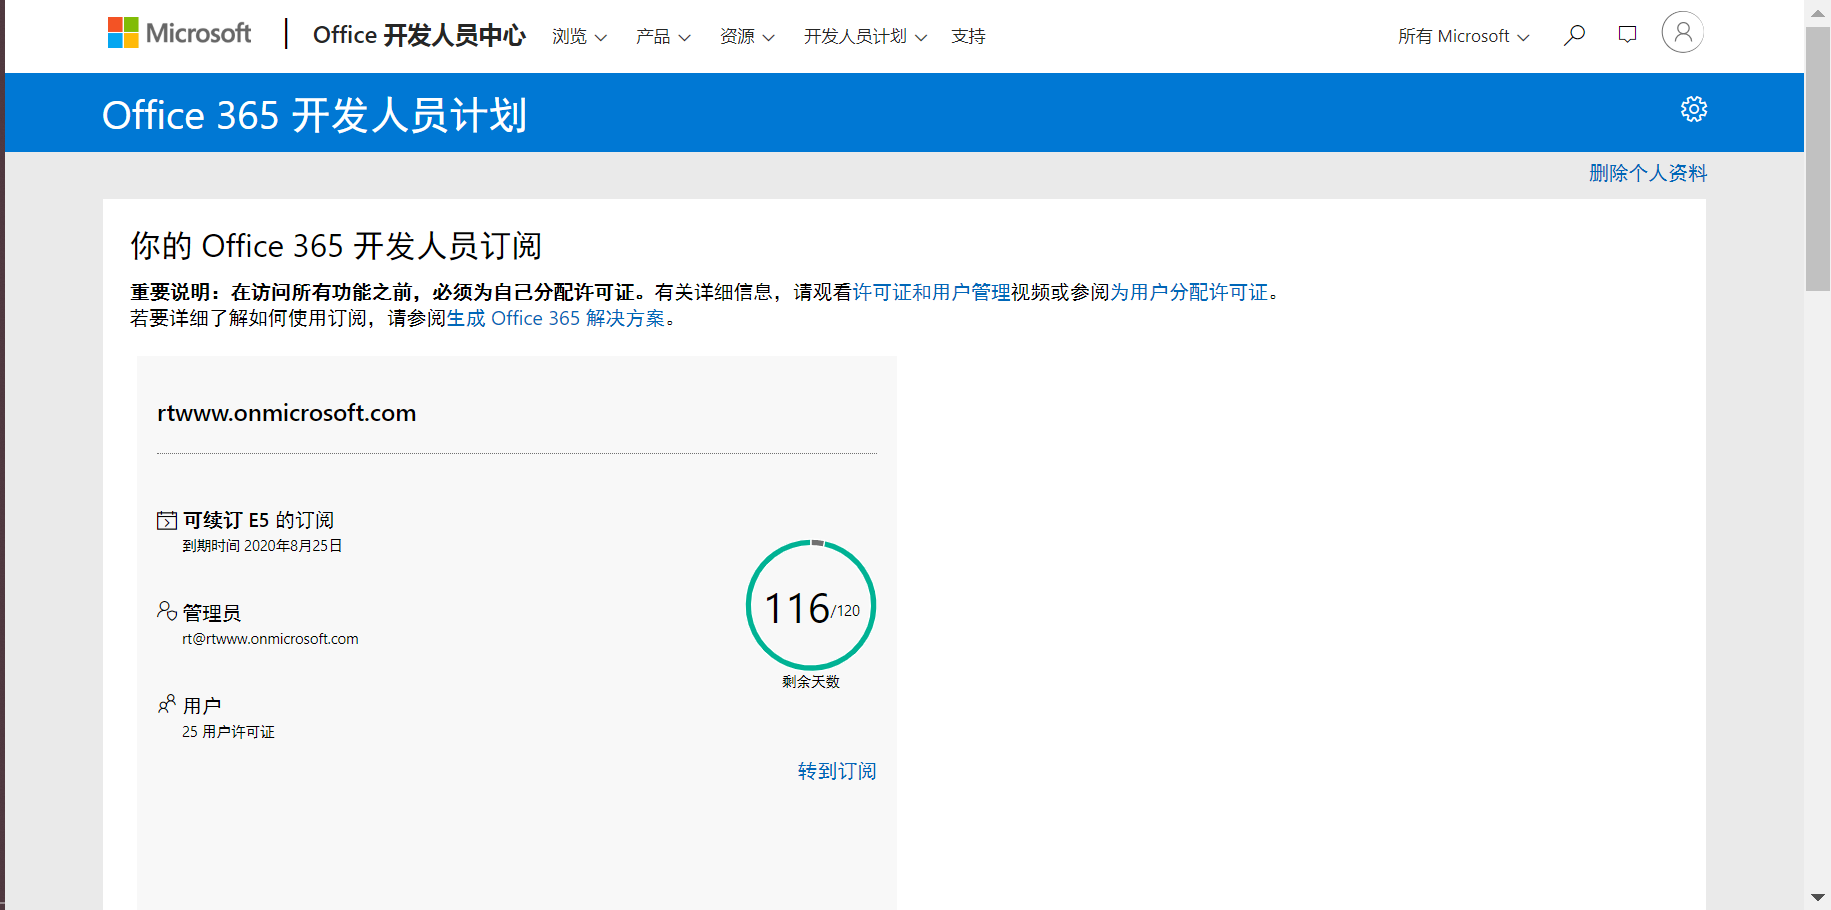 Microsoft
Office 开发人员中心
浏览
产品
资源
开发人员计划
支持
所有 Microsoft
Office 365 开发人员计划
删除个人资料
你的 Office 365 开发人员订阅
重要说明：在访问所有功能之前，必须为自己分配许可证。有关详细信息，请观看许可证和用户管理视频或参阅为用户分配许可证。
若要详细了解如何使用订阅，请参阅生成 Office 365 解决方案。
rtwww.onmicrosoft.com
可续订 E5 的订阅
到期时间 2020年8月25日
管理员
rt@rtwww.onmicrosoft.com
116/120
剩余天数
用户
25 用户许可证
转到订阅